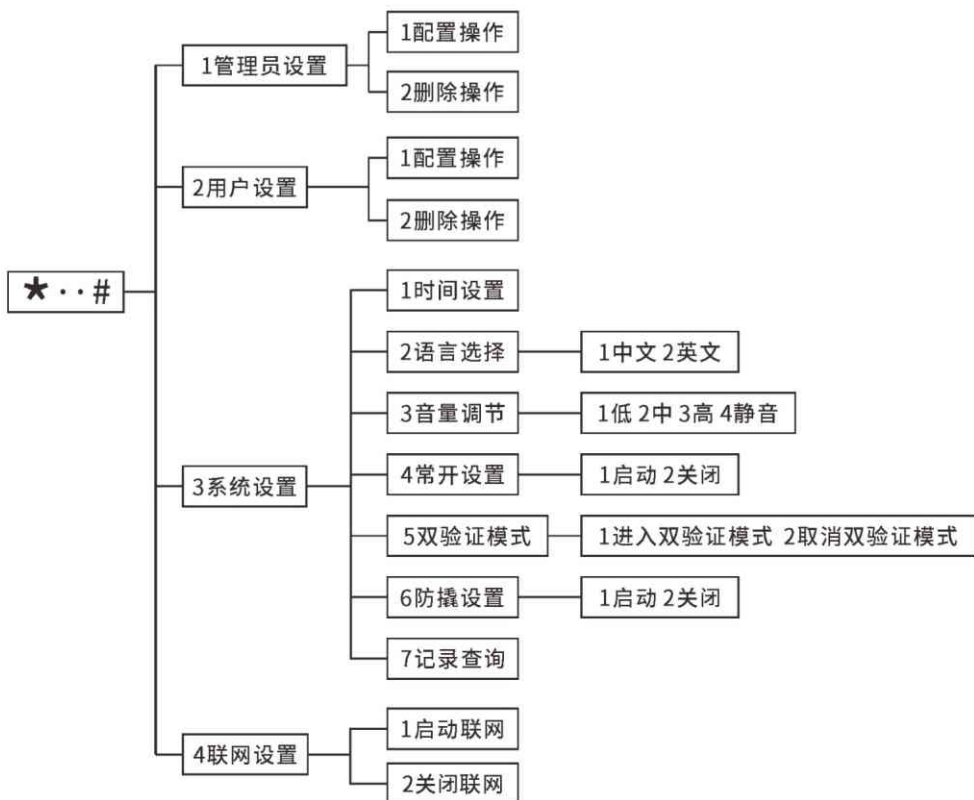 1配置操作
1管理员设置
2删除操作
1配置操作
2用户设置
2删除操作
★··#
1时间设置
2语言选择
1中文 2英文
3音量调节
1低 2中 3高 4静音
4常开设置
1启动 2关闭
3系统设置
5双验证模式
1进入双验证模式 2取消双验证模式
6防撬设置
1启动 2关闭
7记录查询
1启动联网
4联网设置
2关闭联网